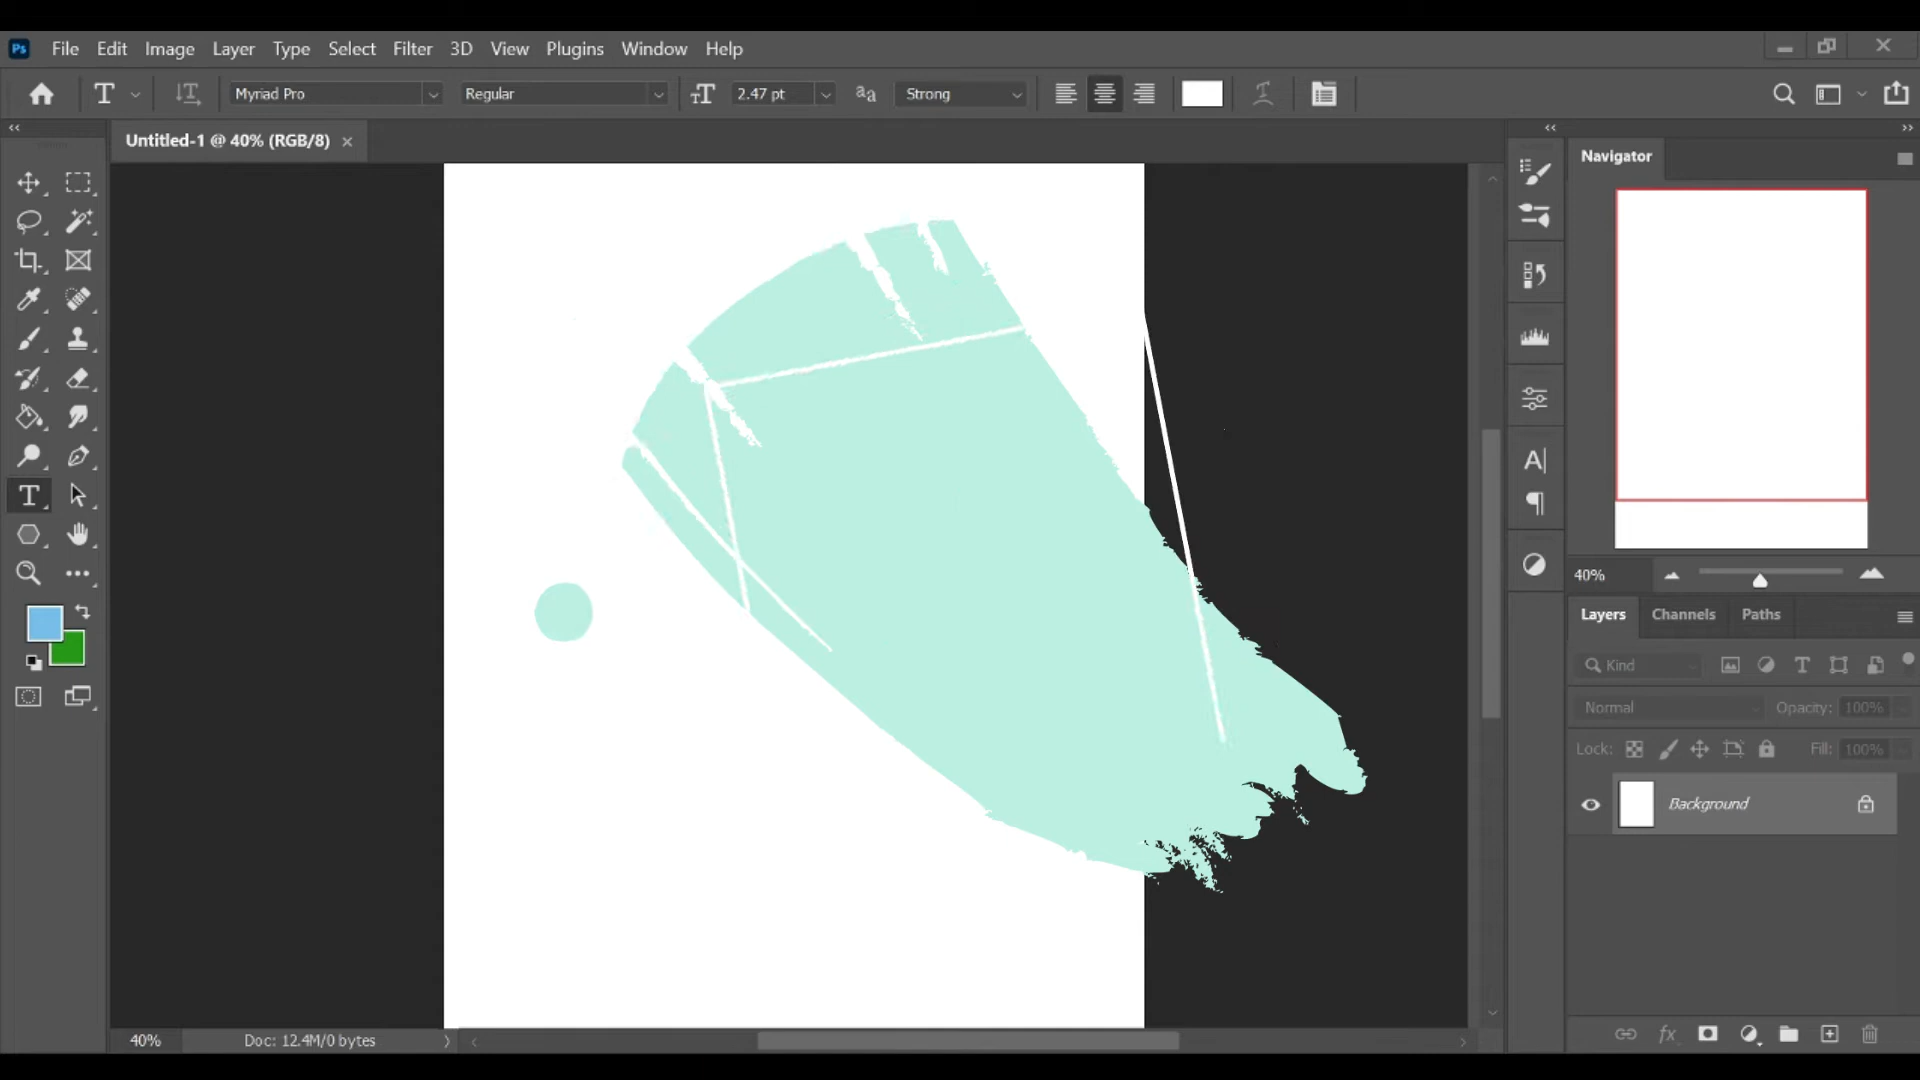 Ps File Edit Image Layer Type Select Filter 3D View Plugins Window Help
T Myriad Pro Regular 2.47 pt aa Strong
Untitled-1 @ 40% (RGB/8)
Navigator
40%
Layers Channels Paths
Kind
Normal Opacity: 100%
Lock: Fill: 100%
Background
fx
40% Doc: 12.4M/0 bytes